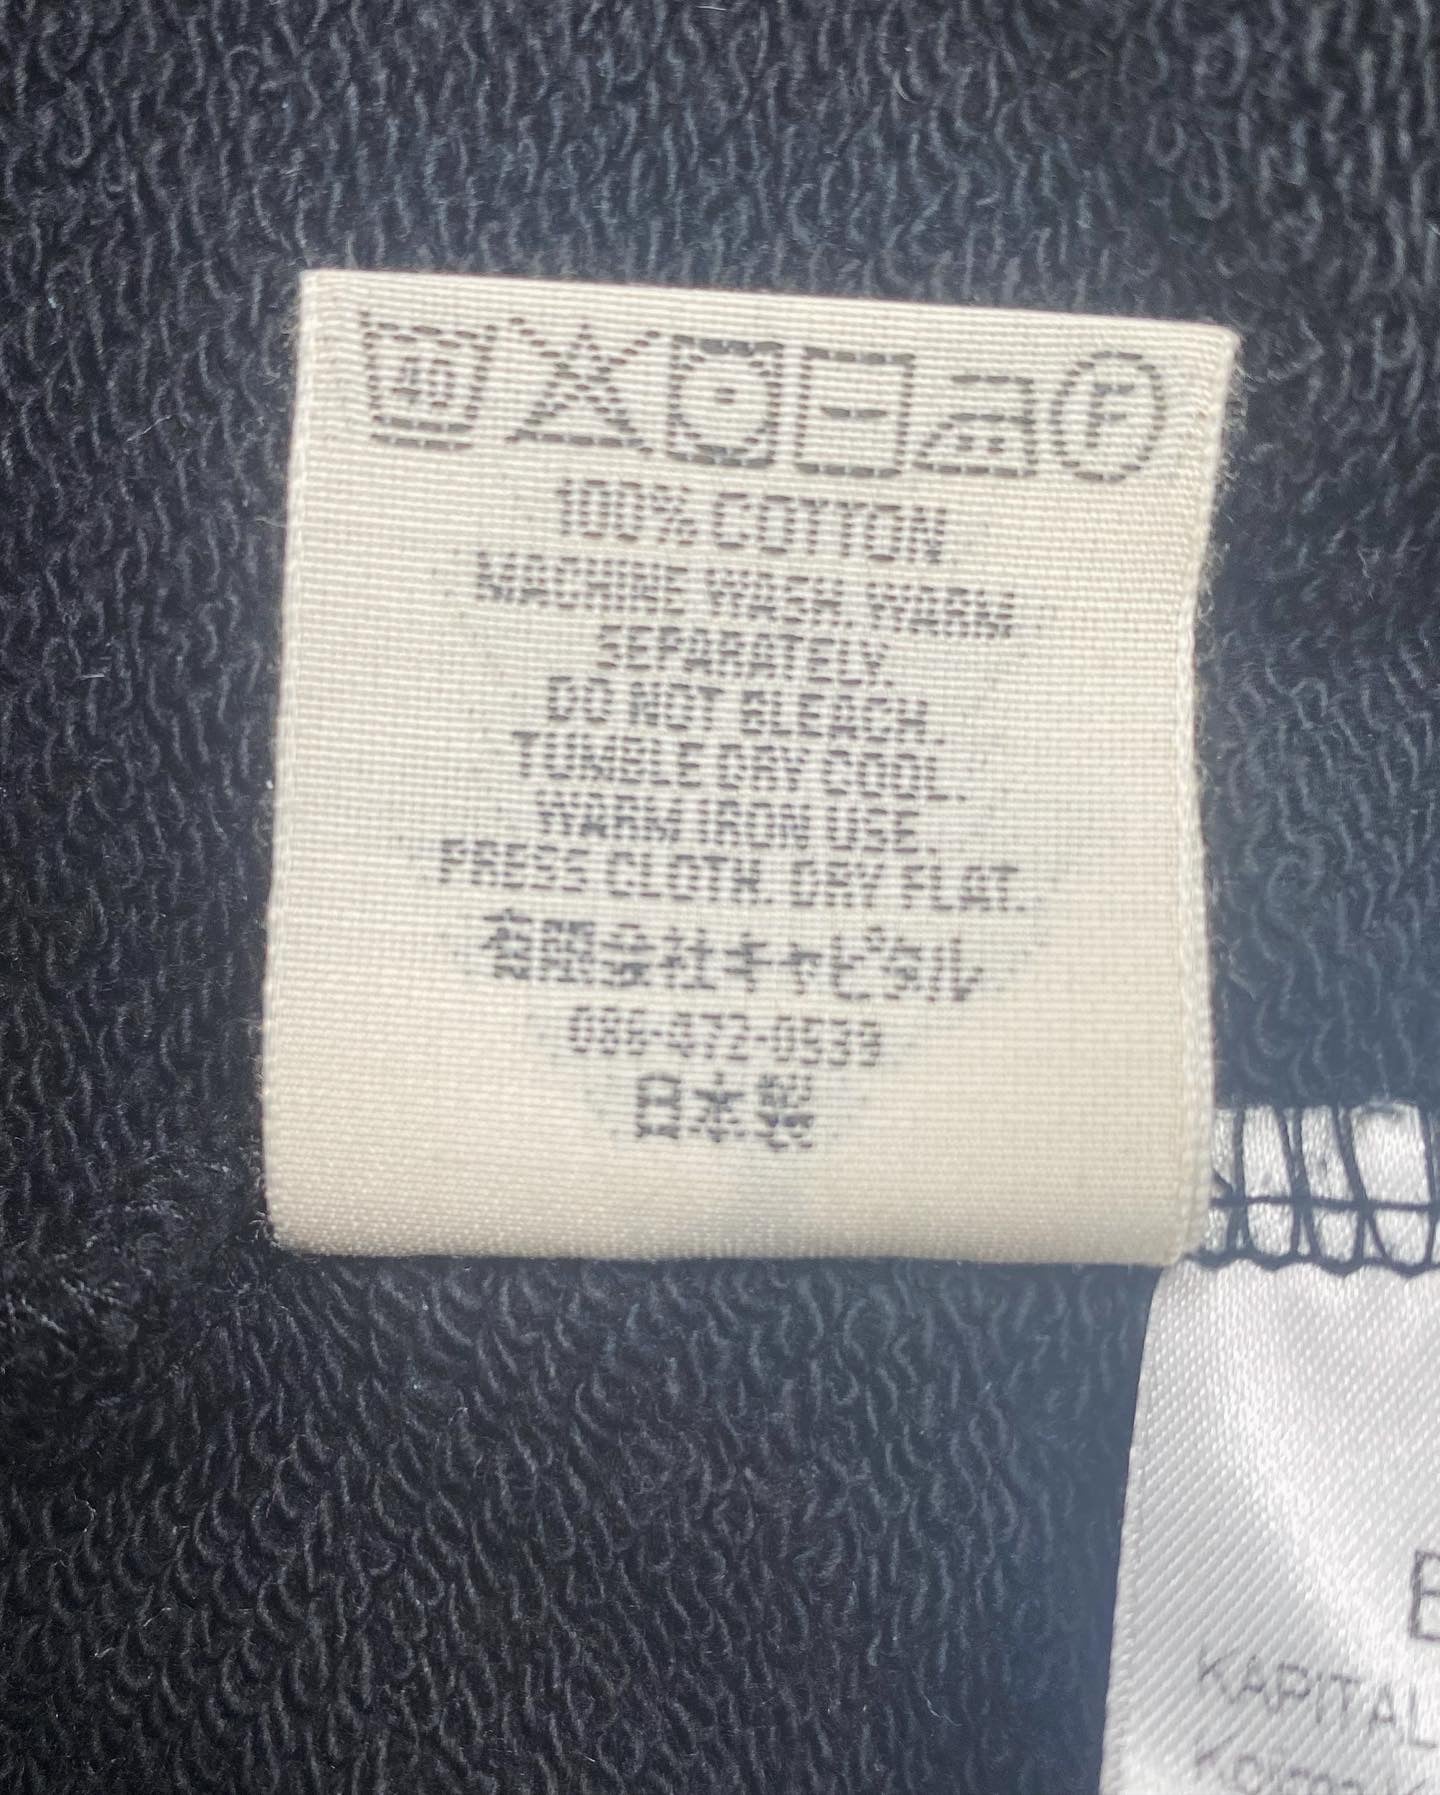 40
F
100% COTTON
MACHINE WASH. WARM
SEPARATELY.
DO NOT BLEACH.
TUMBLE DRY COOL.
WARM IRON USE.
PRESS CLOTH. DRY FLAT.
有限会社キャピタル
086-472-0539
日本製
KAPITAL